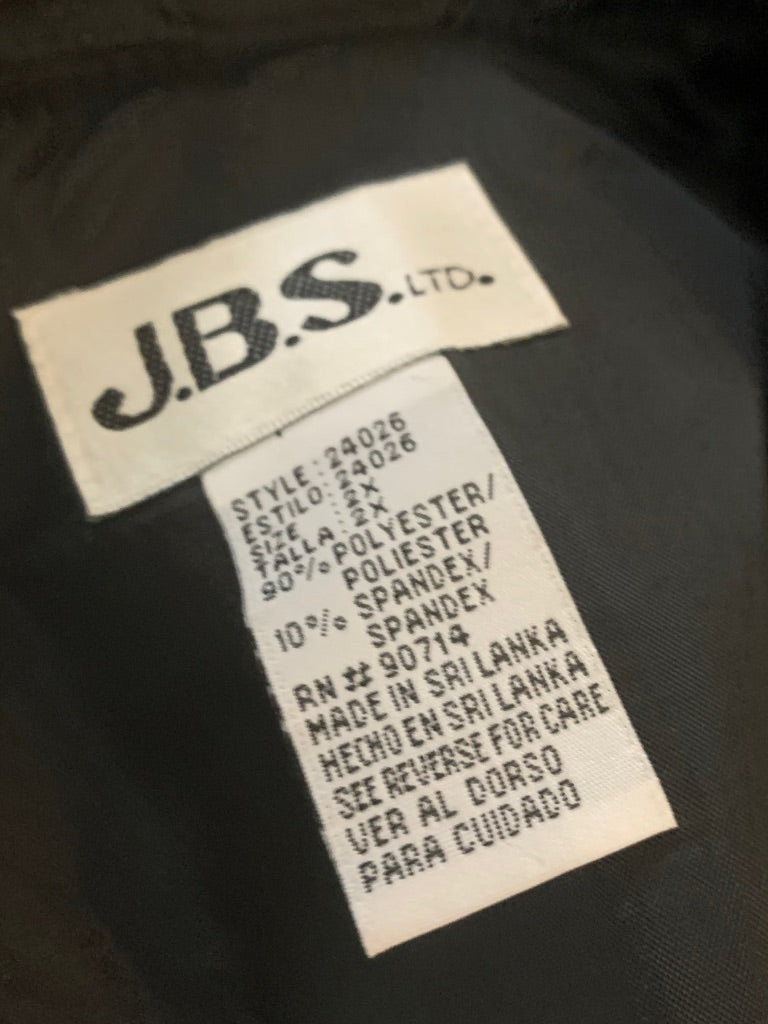 J.B.S. LTD.
STYLE : 24026
ESTILO : 24026
SIZE : 2X
TALLA : 2X
90% POLYESTER/
POLIESTER
10% SPANDEX/
SPANDEX
RN # 90714
MADE IN SRI LANKA
HECHO EN SRI LANKA
SEE REVERSE FOR CARE
VER AL DORSO
PARA CUIDADO